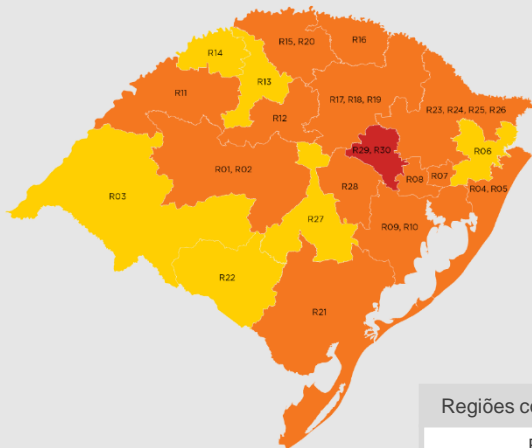 R14
R15, R20
R16
R13
R11
R17, R18, R19
R23, R24, R25, R26
R12
R29, R30
R06
R01, R02
R07
R08
R04, R05
R28
R03
R27
R09, R10
R22
R21
Regiões co